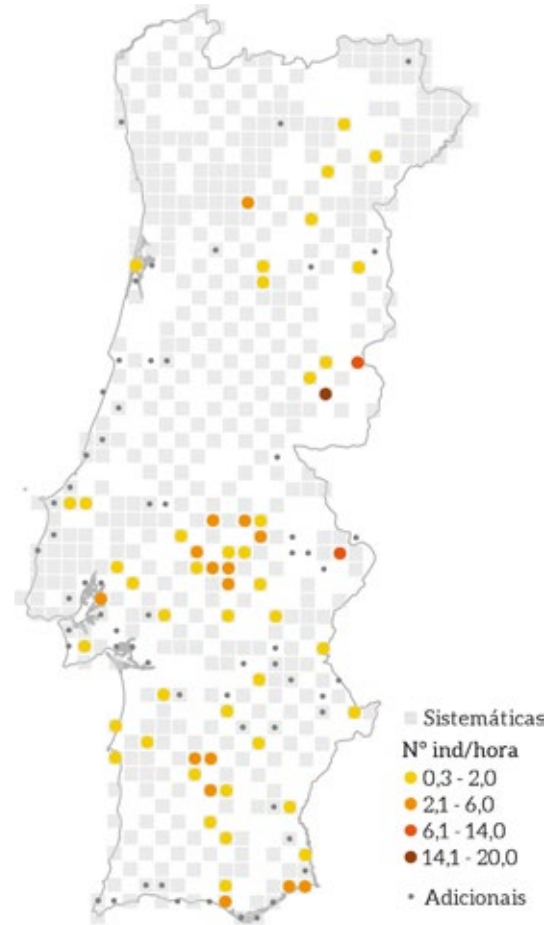 Sistemáticas
Nº ind/hora
0,3 - 2,0
2,1 - 6,0
6,1 - 14,0
14,1 - 20,0
Adicionais